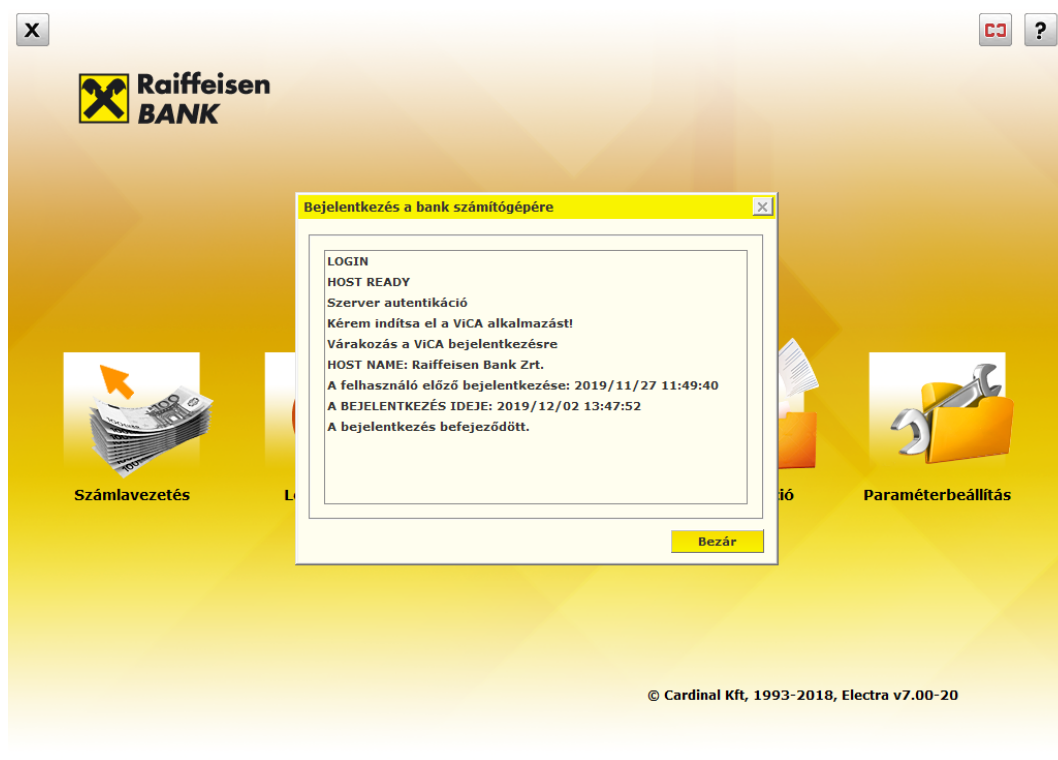 X
?
Raiffeisen
BANK
Bejelentkezés a bank számítógépére
LOGIN
HOST READY
Szerver autentikáció
Kérem indítsa el a ViCA alkalmazást!
Várakozás a ViCA bejelentkezésre
HOST NAME: Raiffeisen Bank Zrt.
A felhasználó előző bejelentkezése: 2019/11/27 11:49:40
A BEJELENTKEZÉS IDEJE: 2019/12/02 13:47:52
A bejelentkezés befejeződött.
Bezár
Számlavezetés
Paraméterbeállítás
© Cardinal Kft, 1993-2018, Electra v7.00-20